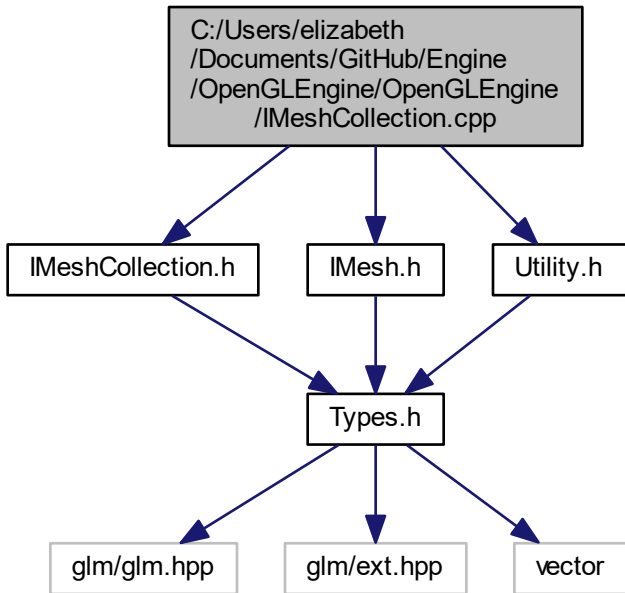 C:/Users/elizabeth
/Documents/GitHub/Engine
/OpenGLEngine/OpenGLEngine
/IMeshCollection.cpp
IMeshCollection.h
IMesh.h
Utility.h
Types.h
glm/glm.hpp
glm/ext.hpp
vector